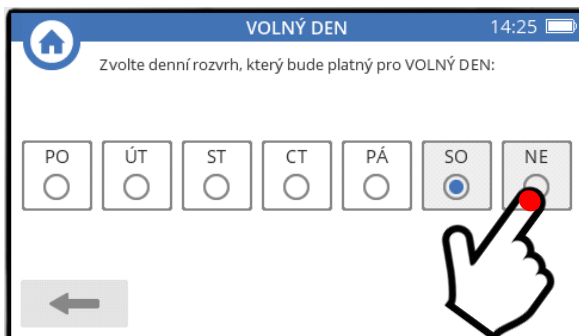 VOLNÝ DEN 14:25
Zvolte denní rozvrh, který bude platný pro VOLNÝ DEN:
PO ÚT ST CT PÁ SO NE